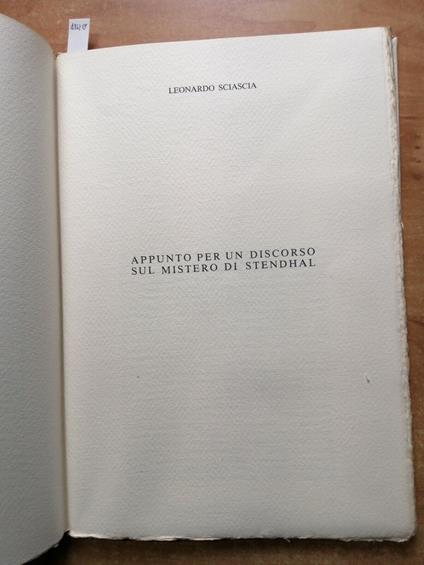 LEONARDO SCIASCIA
APPUNTO PER UN DISCORSO
SUL MISTERO DI STENDHAL